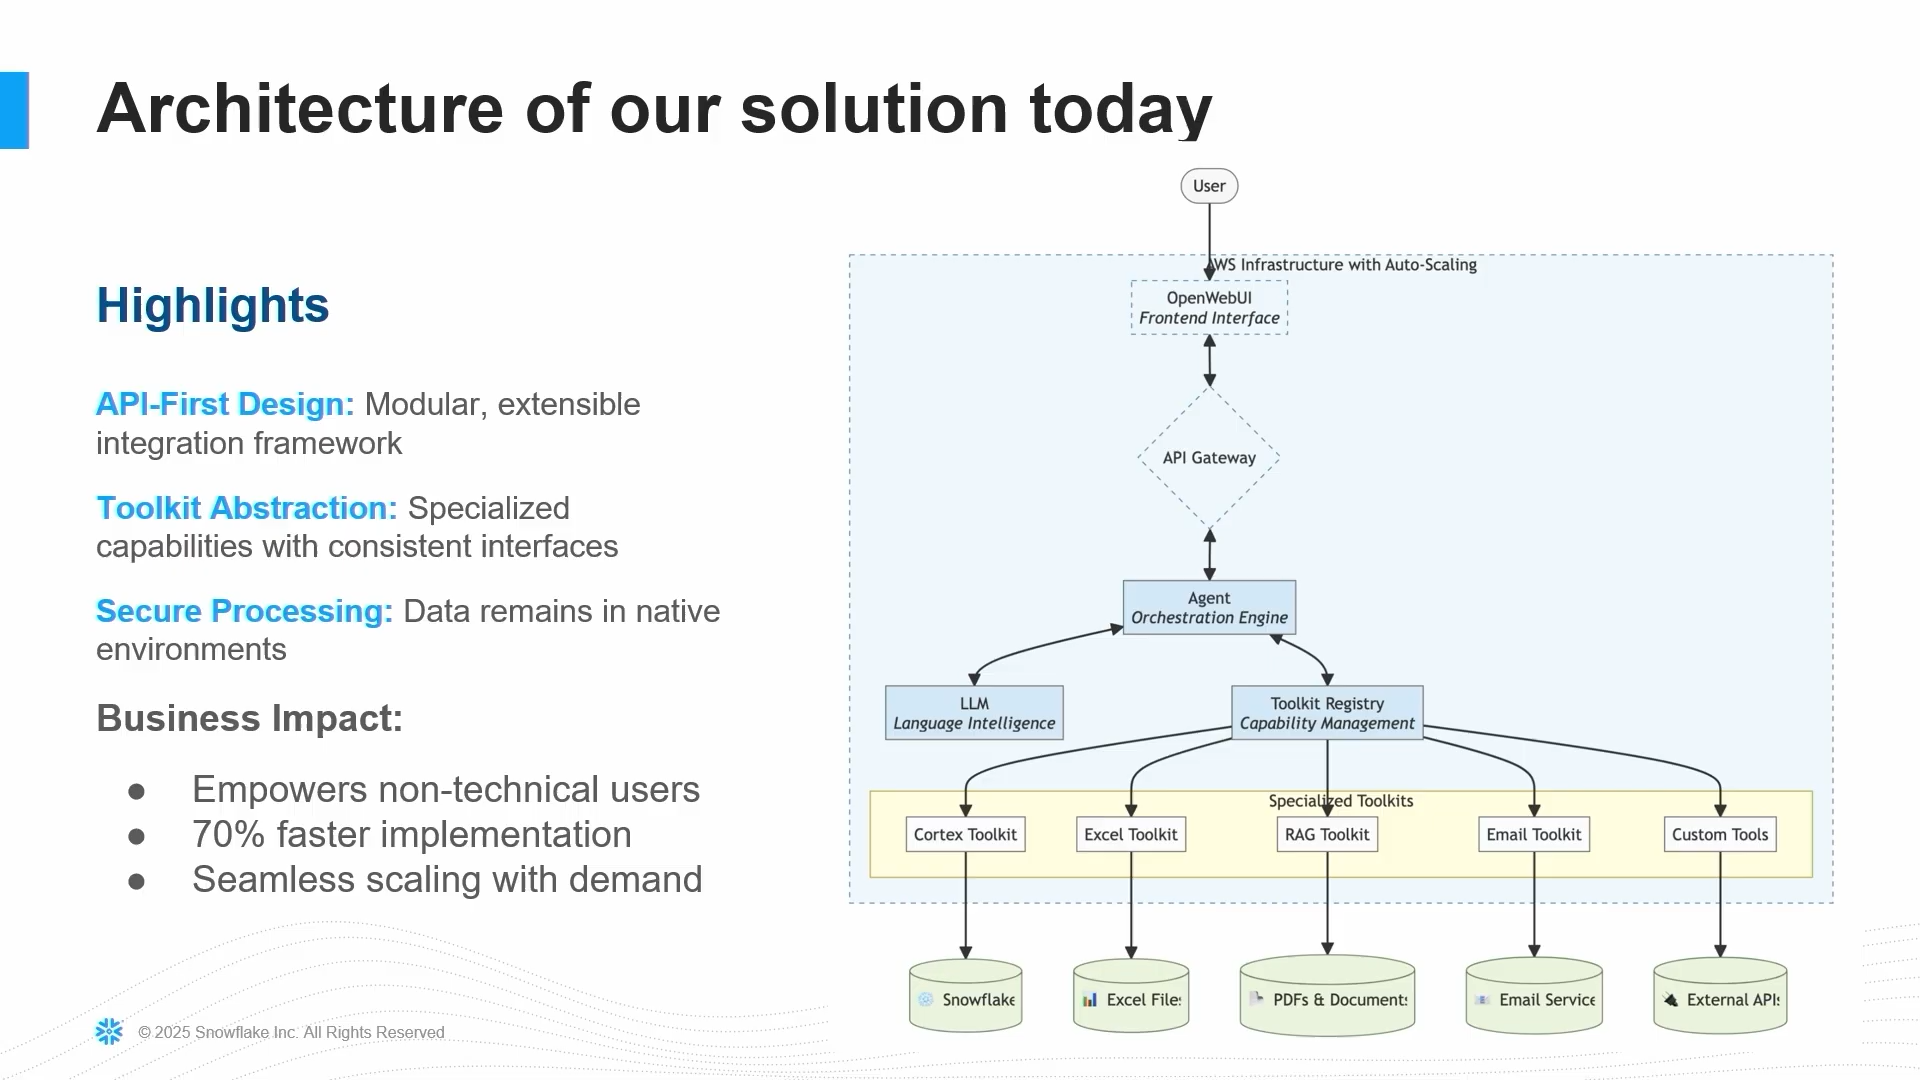 Architecture of our solution today
Highlights
API-First Design: Modular, extensible
integration framework
Toolkit Abstraction: Specialized
capabilities with consistent interfaces
Secure Processing: Data remains in native
environments
Business Impact:
● Empowers non-technical users
● 70% faster implementation
● Seamless scaling with demand
User
AWS Infrastructure with Auto-Scaling
OpenWebUI
Frontend Interface
API Gateway
Agent
Orchestration Engine
LLM
Language Intelligence
Toolkit Registry
Capability Management
Specialized Toolkits
Cortex Toolkit
Excel Toolkit
RAG Toolkit
Email Toolkit
Custom Tools
Snowflake
Excel Files
PDFs & Documents
Email Service
External APIs
© 2025 Snowflake Inc. All Rights Reserved